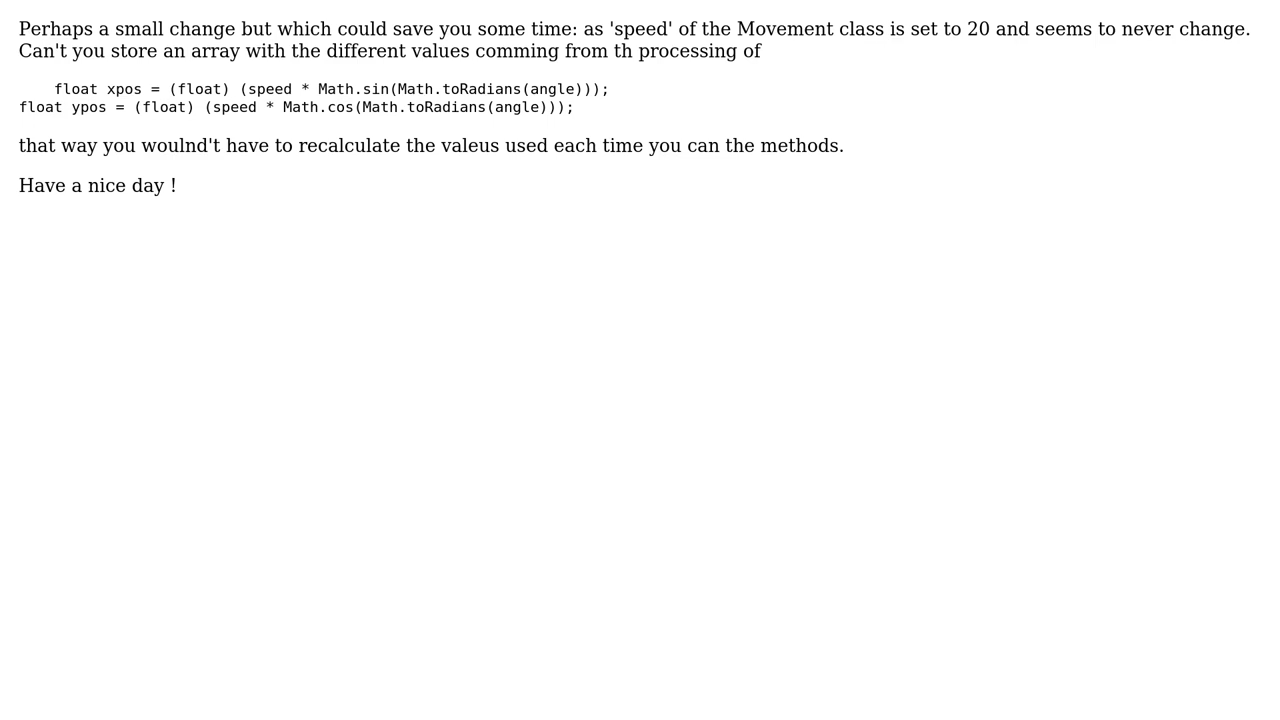 Perhaps a small change but which could save you some time: as 'speed' of the Movement class is set to 20 and seems to never change.
Can't you store an array with the different values comming from th processing of
float xpos = (float) (speed * Math.sin(Math.toRadians(angle)));
float ypos = (float) (speed * Math.cos(Math.toRadians(angle)));
that way you woulnd't have to recalculate the valeus used each time you can the methods.
Have a nice day !